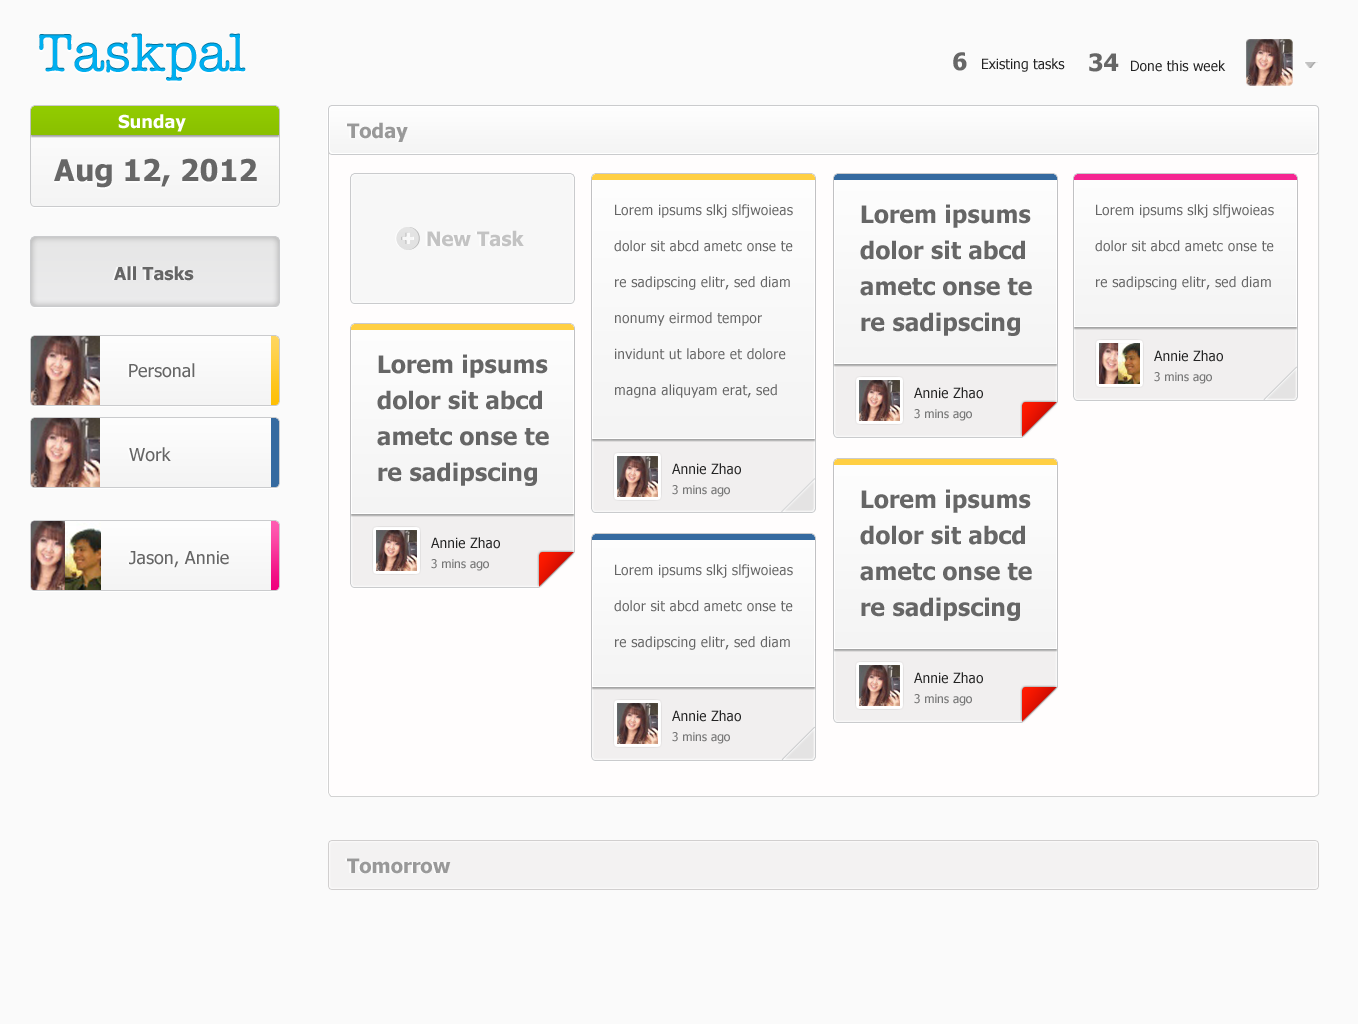 Taskpal
6 Existing tasks 34 Done this week
Sunday
Aug 12, 2012
All Tasks
Personal
Work
Jason, Annie
Today
New Task
Lorem ipsums
dolor sit abcd
ametc onse te
re sadipscing
Annie Zhao
3 mins ago
Lorem ipsums slkj slfjwoieas
dolor sit abcd ametc onse te
re sadipscing elitr, sed diam
nonumy eirmod tempor
invidunt ut labore et dolore
magna aliquyam erat, sed
Annie Zhao
3 mins ago
Lorem ipsums slkj slfjwoieas
dolor sit abcd ametc onse te
re sadipscing elitr, sed diam
Annie Zhao
3 mins ago
Lorem ipsums
dolor sit abcd
ametc onse te
re sadipscing
Annie Zhao
3 mins ago
Lorem ipsums
dolor sit abcd
ametc onse te
re sadipscing
Annie Zhao
3 mins ago
Lorem ipsums slkj slfjwoieas
dolor sit abcd ametc onse te
re sadipscing elitr, sed diam
Annie Zhao
3 mins ago
Tomorrow